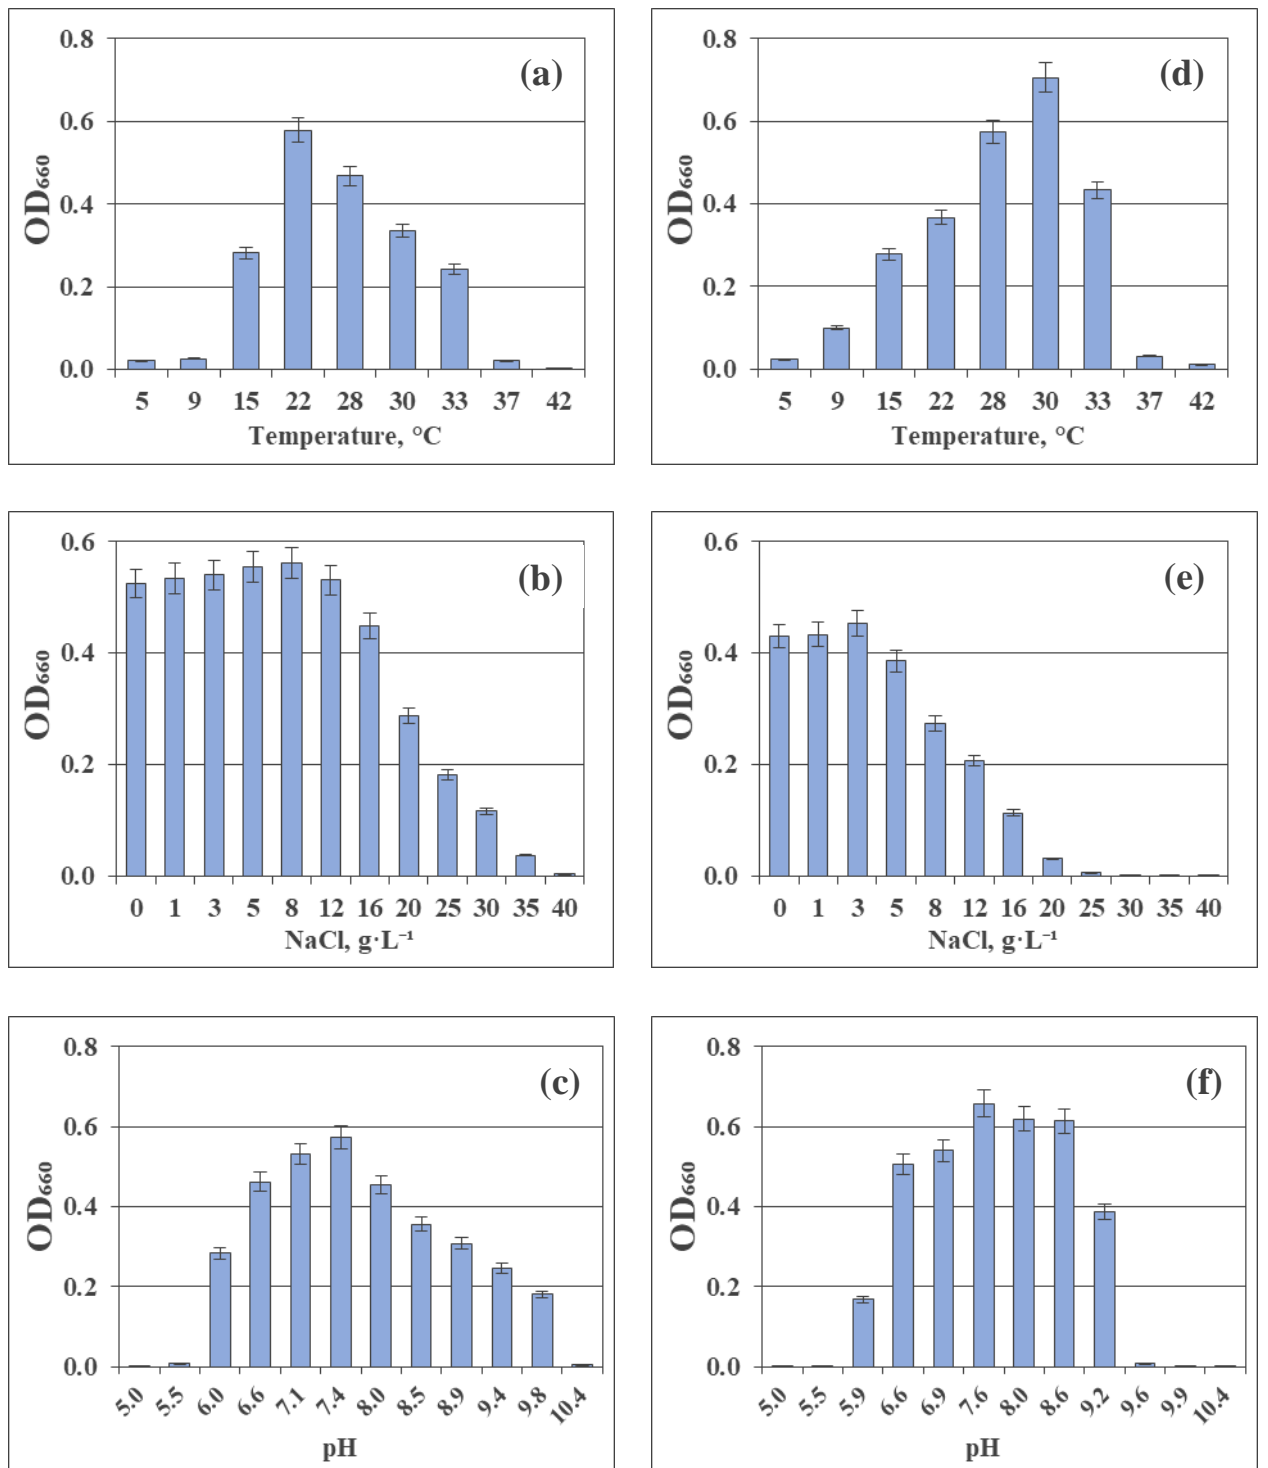 0.8
(a)
0.6
0.4
0.2
0.0
OD₆₆₀
5 9 15 22 28 30 33 37 42
Temperature, °C
0.8
(d)
0.6
0.4
0.2
0.0
OD₆₆₀
5 9 15 22 28 30 33 37 42
Temperature, °C
0.6
(b)
0.4
0.2
0.0
OD₆₆₀
0 1 3 5 8 12 16 20 25 30 35 40
NaCl, g·L⁻¹
0.6
(e)
0.4
0.2
0.0
OD₆₆₀
0 1 3 5 8 12 16 20 25 30 35 40
NaCl, g·L⁻¹
0.8
(c)
0.6
0.4
0.2
0.0
OD₆₆₀
5.0 5.5 6.0 6.6 7.1 7.4 8.0 8.5 8.9 9.4 9.8 10.4
pH
0.8
(f)
0.6
0.4
0.2
0.0
OD₆₆₀
5.0 5.5 5.9 6.6 6.9 7.6 8.0 8.6 9.2 9.6 9.9 10.4
pH